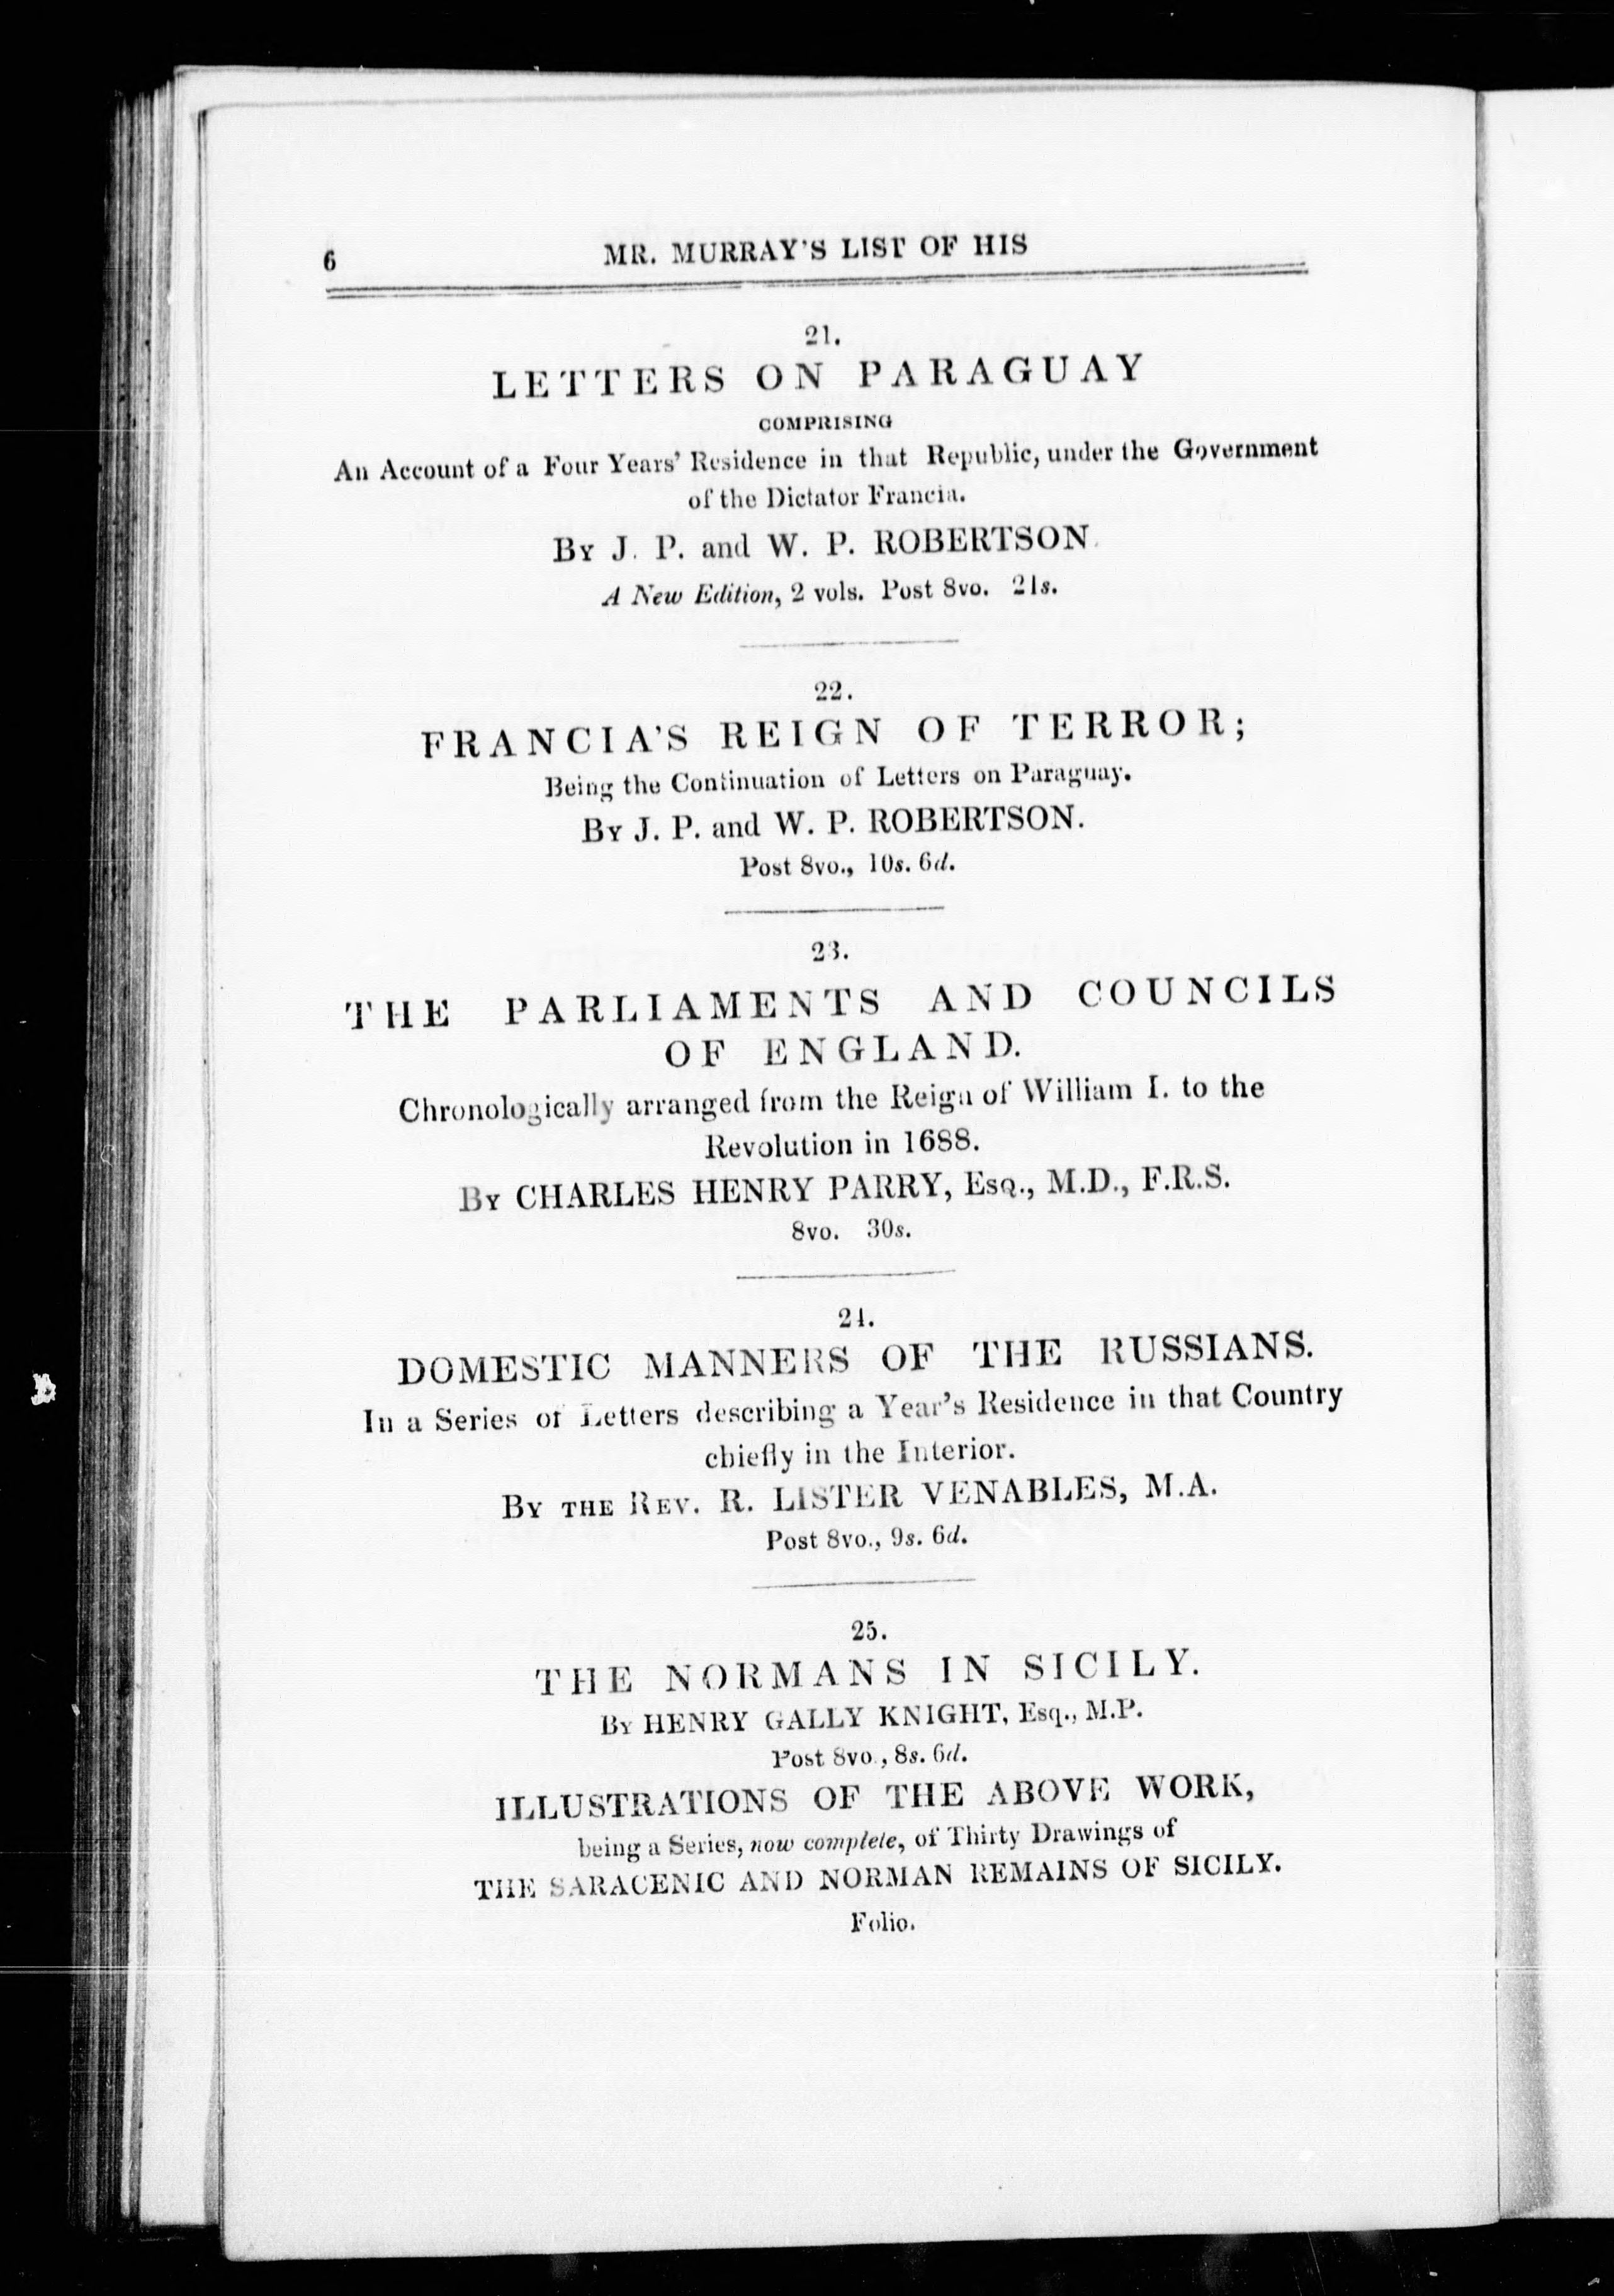 6 MR. MURRAY'S LIST OF HIS
21.
LETTERS ON PARAGUAY
COMPRISING
An Account of a Four Years' Residence in that Republic, under the Government
of the Dictator Francia.
By J. P. and W. P. ROBERTSON.
A New Edition, 2 vols. Post 8vo. 21s.
22.
FRANCIA'S REIGN OF TERROR;
Being the Continuation of Letters on Paraguay.
By J. P. and W. P. ROBERTSON.
Post 8vo., 10s. 6d.
23.
THE PARLIAMENTS AND COUNCILS
OF ENGLAND.
Chronologically arranged from the Reign of William I. to the
Revolution in 1688.
By CHARLES HENRY PARRY, Esq., M.D., F.R.S.
8vo. 30s.
24.
DOMESTIC MANNERS OF THE RUSSIANS.
In a Series of Letters describing a Year's Residence in that Country
chiefly in the Interior.
By the Rev. R. LISTER VENABLES, M.A.
Post 8vo., 9s. 6d.
25.
THE NORMANS IN SICILY.
By HENRY GALLY KNIGHT, Esq., M.P.
Post 8vo., 8s. 6d.
ILLUSTRATIONS OF THE ABOVE WORK,
being a Series, now complete, of Thirty Drawings of
THE SARACENIC AND NORMAN REMAINS OF SICILY.
Folio.